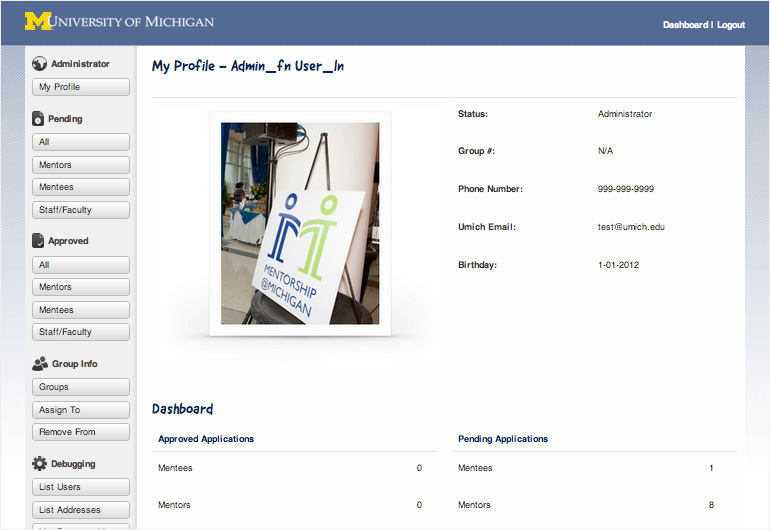 M UNIVERSITY OF MICHIGAN
Dashboard | Logout
Administrator
My Profile
Pending
All
Mentors
Mentees
Staff/Faculty
Approved
All
Mentors
Mentees
Staff/Faculty
Group Info
Groups
Assign To
Remove From
Debugging
List Users
List Addresses
My Profile - Admin_fn User_ln
MENTORSHIP
@MICHIGAN
Status: Administrator
Group #: N/A
Phone Number: 999-999-9999
Umich Email: test@umich.edu
Birthday: 1-01-2012
Dashboard
Approved Applications
Mentees 0
Mentors 0
Pending Applications
Mentees 1
Mentors 8